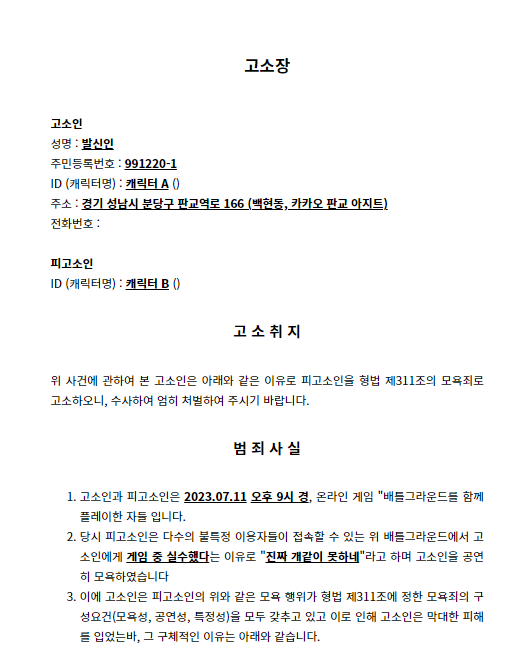 고소장
고소인
성명 : 발신인
주민등록번호 : 991220-1
ID (캐릭터명) : 캐릭터 A ()
주소 : 경기 성남시 분당구 판교역로 166 (백현동, 카카오 판교 아지트)
전화번호 :
피고소인
ID (캐릭터명) : 캐릭터 B ()
고 소 취 지
위 사건에 관하여 본 고소인은 아래와 같은 이유로 피고소인을 형법 제311조의 모욕죄로
고소하오니, 수사하여 엄히 처벌하여 주시기 바랍니다.
범 죄 사 실
1. 고소인과 피고소인은 2023.07.11 오후 9시 경, 온라인 게임 "배틀그라운드를 함께
플레이한 자들 입니다.
2. 당시 피고소인은 다수의 불특정 이용자들이 접속할 수 있는 위 배틀그라운드에서 고
소인에게 게임 중 실수했다는 이유로 "진짜 개같이 못하네"라고 하며 고소인을 공연
히 모욕하였습니다
3. 이에 고소인은 피고소인의 위와 같은 모욕 행위가 형법 제311조에 정한 모욕죄의 구
성요건(모욕성, 공연성, 특정성)을 모두 갖추고 있고 이로 인해 고소인은 막대한 피해
를 입었는바, 그 구체적인 이유는 아래와 같습니다.